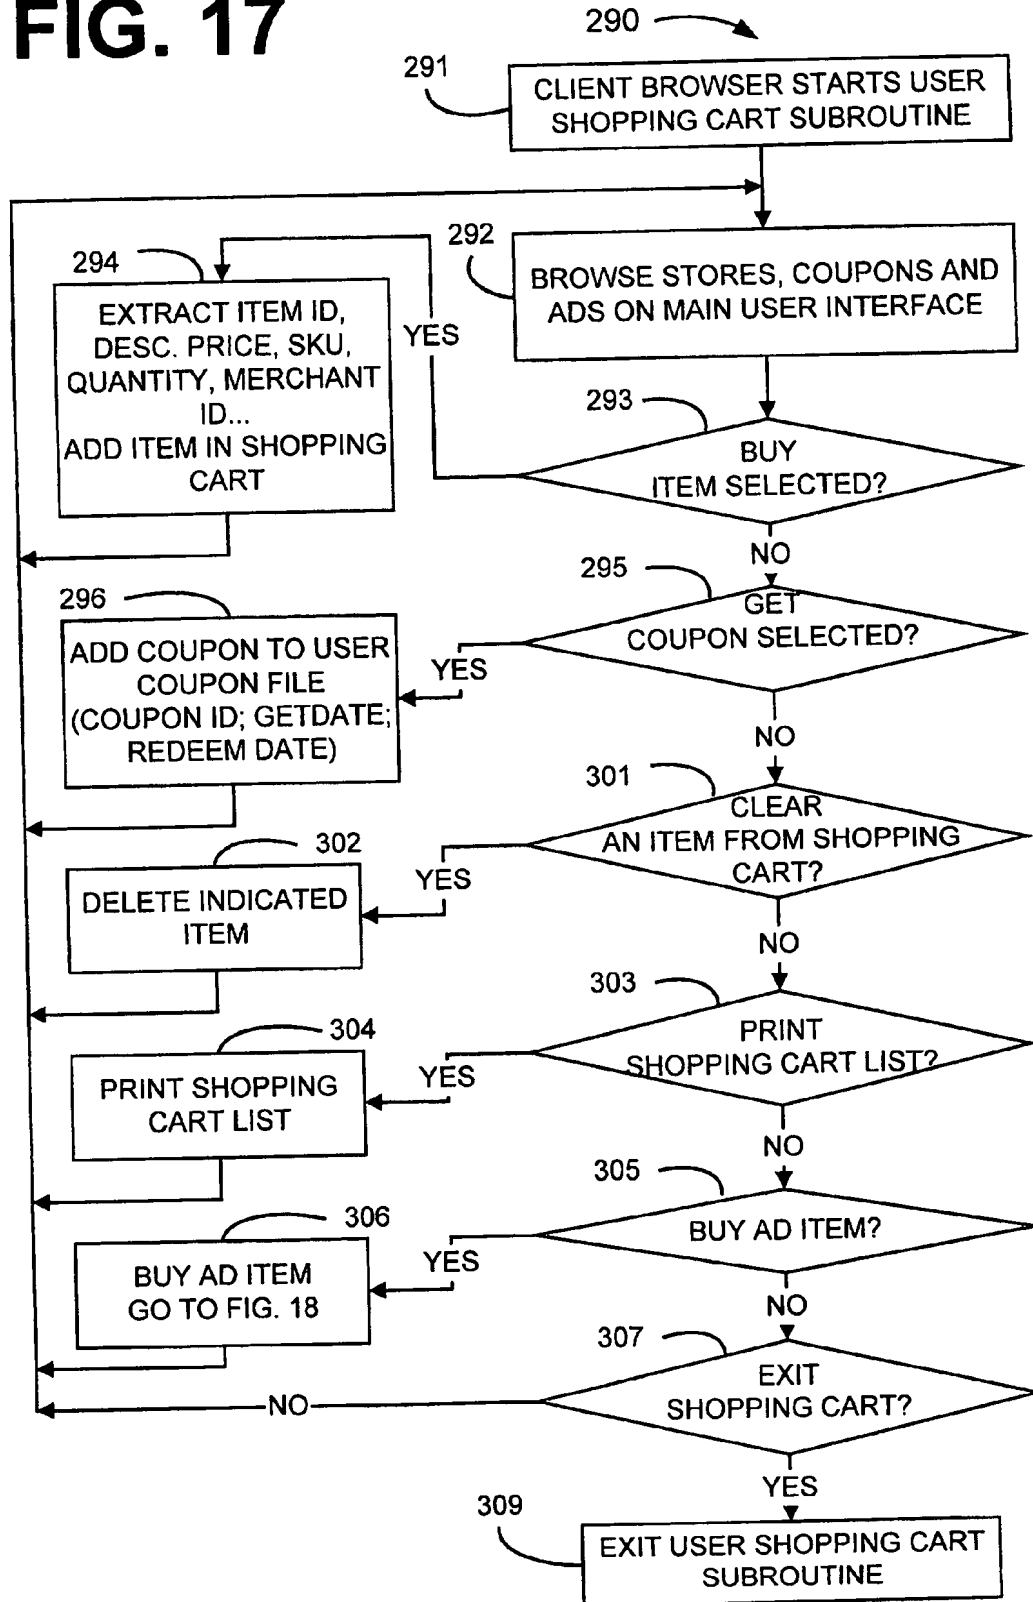 FIG. 17
290
291
CLIENT BROWSER STARTS USER
SHOPPING CART SUBROUTINE
292
BROWSE STORES, COUPONS AND
ADS ON MAIN USER INTERFACE
294
EXTRACT ITEM ID,
DESC. PRICE, SKU,
QUANTITY, MERCHANT
ID...
ADD ITEM IN SHOPPING
CART
YES
293
BUY
ITEM SELECTED?
NO
295
GET
COUPON SELECTED?
296
ADD COUPON TO USER
COUPON FILE
(COUPON ID; GETDATE;
REDEEM DATE)
YES
NO
301
CLEAR
AN ITEM FROM SHOPPING
CART?
302
DELETE INDICATED
ITEM
YES
NO
303
PRINT
SHOPPING CART LIST?
304
PRINT SHOPPING
CART LIST
YES
NO
305
BUY AD ITEM?
306
BUY AD ITEM
GO TO FIG. 18
YES
NO
307
EXIT
SHOPPING CART?
NO
YES
309
EXIT USER SHOPPING CART
SUBROUTINE